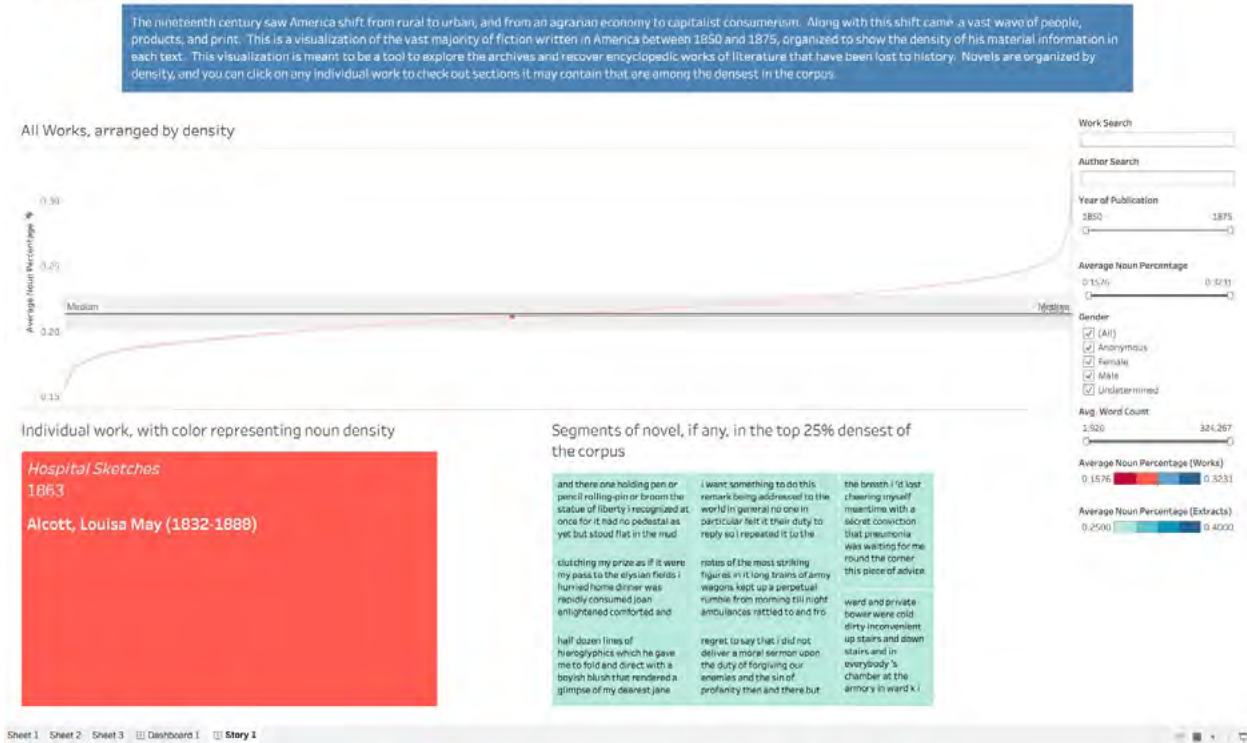 The nineteenth century saw America shift from rural to urban, and from an agrarian economy to capitalist consumerism. Along with this shift came a vast wave of people,
products, and print. This is a visualization of the vast majority of fiction written in America between 1850 and 1875, organized to show the density of his material information in
each text. This visualization is meant to be a tool to explore the archives and recover encyclopedic works of literature that have been lost to history. Novels are organized by
density, and you can click on any individual work to check out sections it may contain that are among the densest in the corpus.
All Works, arranged by density
Average Noun Percentage
0.30
0.25
0.20
0.15
Median
Median
Work Search
Author Search
Year of Publication
1850 1875
Average Noun Percentage
0.1576 0.3231
Gender
(All)
Anonymous
Female
Male
Undetermined
Avg. Word Count
1,920 324,267
Average Noun Percentage (Works)
0.1576 0.3231
Average Noun Percentage (Extracts)
0.2500 0.4000
Individual work, with color representing noun density
Hospital Sketches
1863
Alcott, Louisa May (1832-1888)
Segments of novel, if any, in the top 25% densest of
the corpus
and there one holding pen or
pencil rolling-pin or broom the
statue of liberty i recognized at
once for it had no pedestal as
yet but stood flat in the mud
clutching my prize as if it were
my pass to the elysian fields i
hurried home dinner was
rapidly consumed joan
enlightened comforted and
half dozen lines of
hieroglyphics which he gave
me to fold and direct with a
boyish blush that rendered a
glimpse of my dearest jane
i want something to do this
remark being addressed to the
world in general no one in
particular felt it their duty to
reply so i repeated it to the
notes of the most striking
figures in it long trains of army
wagons kept up a perpetual
rumble from morning till night
ambulances rattled to and fro
regret to say that i did not
deliver a moral sermon upon
the duty of forgiving our
enemies and the sin of
profanity then and there but
the breath i 'd lost
cheering myself
meantime with a
secret conviction
that pneumonia
was waiting for me
round the corner
this piece of advice
ward and private
bower were cold
dirty inconvenient
up stairs and down
stairs and in
everybody 's
chamber at the
armory in ward k i
Sheet 1 Sheet 2 Sheet 3 Dashboard 1 Story 1